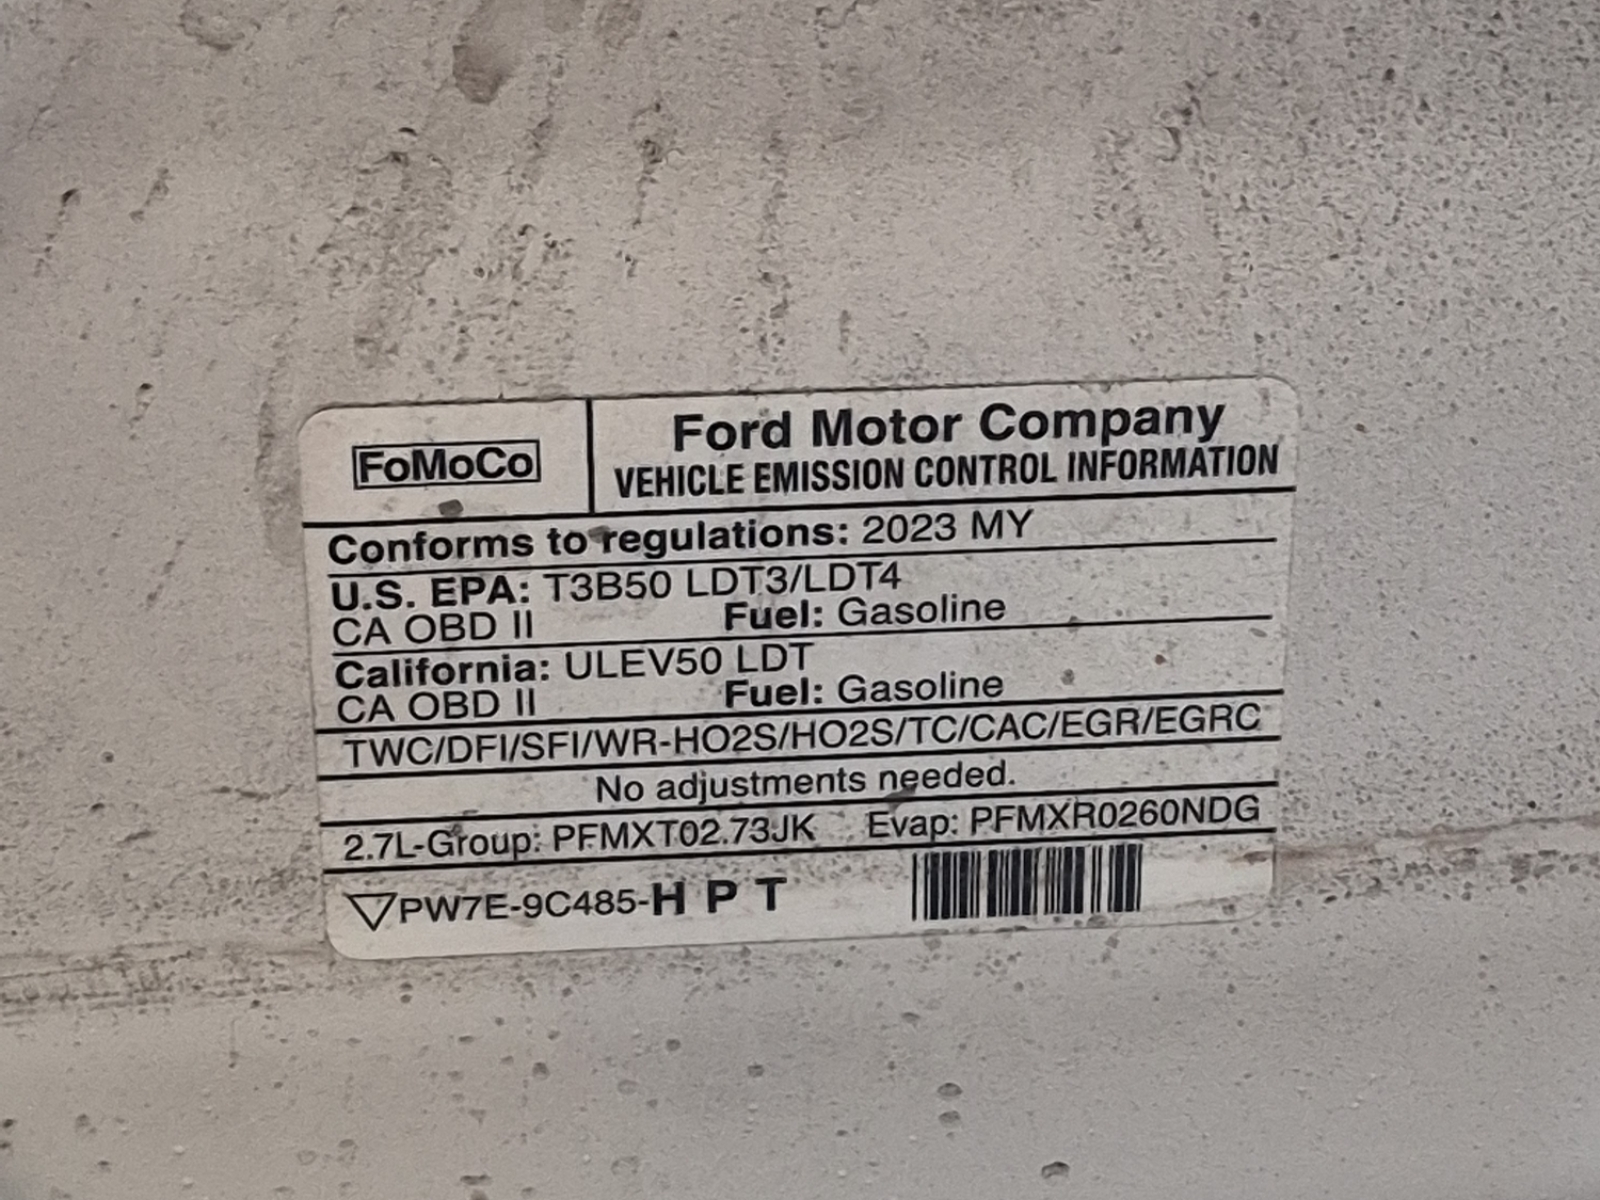 FoMoCo
Ford Motor Company
VEHICLE EMISSION CONTROL INFORMATION
Conforms to regulations: 2023 MY
U.S. EPA: T3B50 LDT3/LDT4
CA OBD II Fuel: Gasoline
California: ULEV50 LDT
CA OBD II Fuel: Gasoline
TWC/DFI/SFI/WR-HO2S/HO2S/TC/CAC/EGR/EGRC
No adjustments needed.
2.7L-Group: PFMXT02.73JK Evap: PFMXR0260NDG
PW7E-9C485-H P T